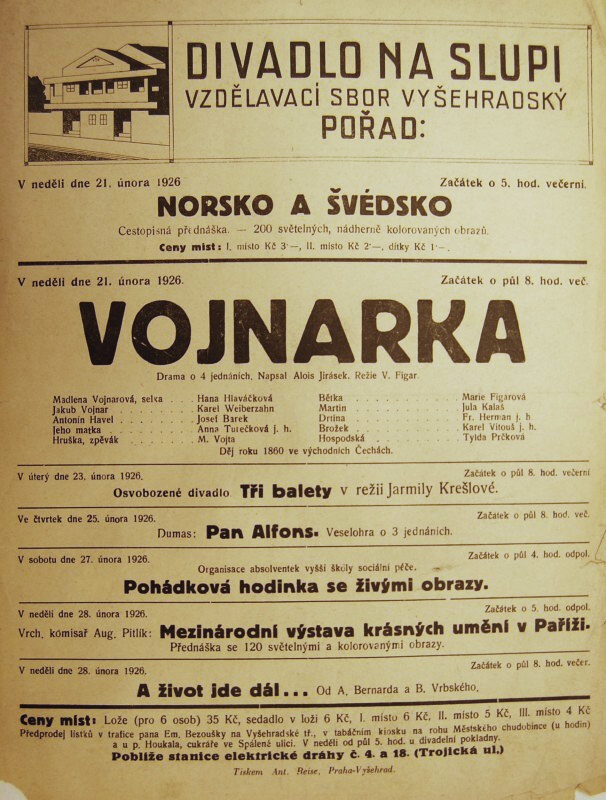 DIVADLO NA SLUPI
VZDĚLAVACÍ SBOR VYŠEHRADSKÝ
POŘAD:
V neděli dne 21. února 1926 Začátek o 5. hod. večerní.
NORSKO A ŠVÉDSKO
Cestopisná přednáška. — 200 světelných, nádherně kolorovaných obrazů.
Ceny míst: I. místo Kč 3·—, II. místo Kč 2·—, dítky Kč 1·—.
V neděli dne 21. února 1926. Začátek o půl 8. hod. več.
VOJNARKA
Drama o 4 jednáních. Napsal Alois Jirásek. Režie V. Figar.
Madlena Vojnarová, selka . . . Hana Hlaváčková
Jakub Vojnar . . . Karel Weiberzahn
Antonín Havel . . . Josef Barek
Jeho matka . . . Anna Turečková j. h.
Hruška, zpěvák . . . M. Vojta
Bětka . . . Marie Figarová
Martin . . . Jula Kalaš
Drtina . . . Fr. Herman j. h.
Brožek . . . Karel Vitouš j. h.
Hospodská . . . Tylda Prčková
Děj roku 1860 ve východních Čechách.
V úterý dne 23. února 1926. Začátek o půl 8. hod. večerní
Osvobozené divadlo Tři balety v režii Jarmily Krešlové.
Ve čtvrtek dne 25. února 1926. Začátek o půl 8. hod. več.
Dumas: Pan Alfons. Veselohra o 3 jednáních.
V sobotu dne 27. února 1926. Začátek o půl 4. hod. odpol.
Organisace absolventek vyšší školy sociální péče.
Pohádková hodinka se živými obrazy.
V neděli dne 28. února 1926. Začátek o 5. hod. odpol.
Vrch. komisař Aug. Pitlík: Mezinárodní výstava krásných umění v Paříži.
Přednáška se 120 světelnými a kolorovanými obrazy.
V neděli dne 28. února 1926. Začátek o půl 8. hod. večer.
A život jde dál... Od A. Bernarda a B. Vrbského.
Ceny míst: Lože (pro 6 osob) 35 Kč, sedadlo v loži 6 Kč, I. místo 6 Kč, II. místo 5 Kč, III. místo 4 Kč
Předprodej lístků v trafice pana Em. Bezoušky na Vyšehradské tř., v tabáčním kiosku na rohu Městského chudobince (u hodin)
a u p. Houkala, cukráře ve Spálené ulici. V neděli od půl 5. hod. u divadelní pokladny.
Poblíže stanice elektrické dráhy č. 4. a 18. (Trojická ul.)
Tiskem Ant. Reise, Praha-Vyšehrad.